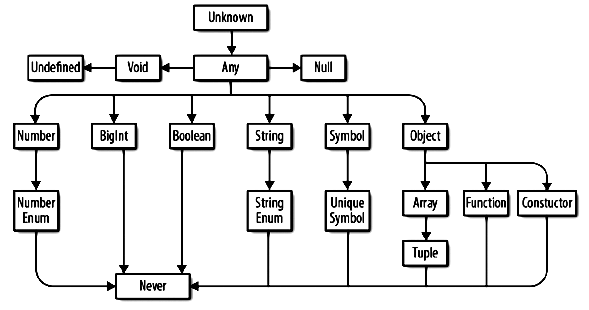 Unknown
Undefined
Void
Any
Null
Number
BigInt
Boolean
String
Symbol
Object
Number
Enum
String
Enum
Unique
Symbol
Array
Function
Constuctor
Tuple
Never